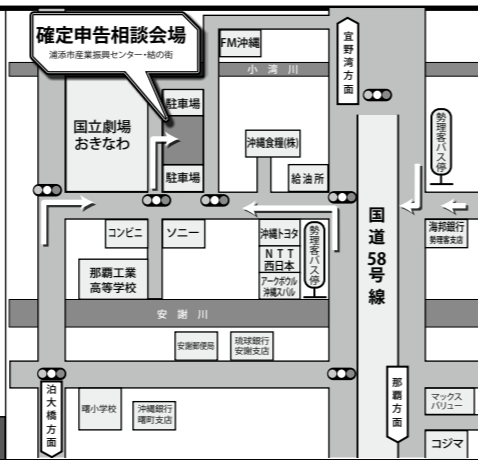 確定申告相談会場
浦添市産業振興センター・結の街
FM沖縄
宜野湾方面
小湾川
駐車場
国立劇場
おきなわ
沖縄食糧(株)
勢理客バス停
駐車場
給油所
コンビニ
ソニー
沖縄トヨタ
勢理客バス停
国道58号線
海邦銀行
勢理客支店
NTT
西日本
那覇工業
高等学校
アークボウル
沖縄スバル
安謝川
安謝郵便局
琉球銀行
安謝支店
泊大橋方面
那覇方面
曙小学校
沖縄銀行
曙町支店
マックス
バリュー
コジマ